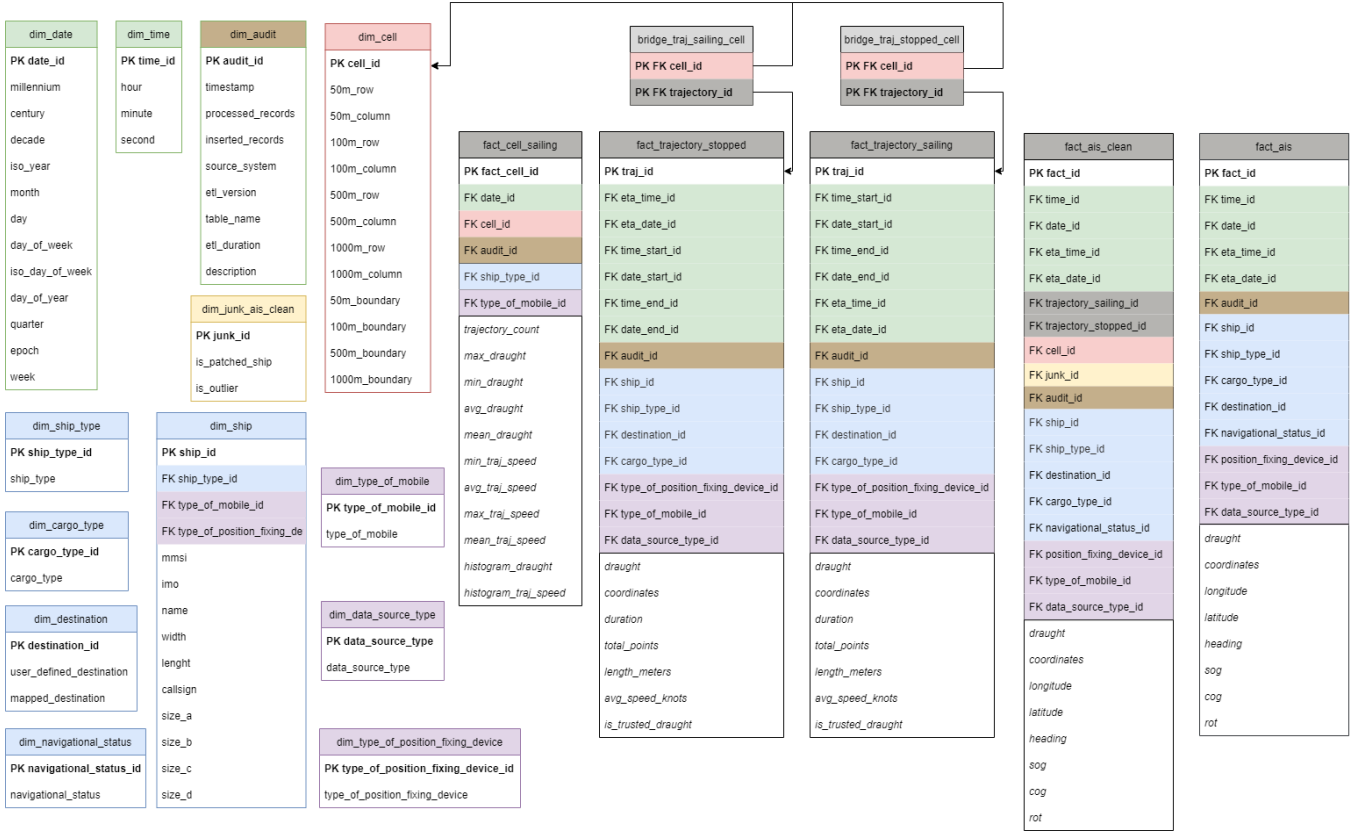 dim_date
PK date_id
millennium
century
decade
iso_year
month
day
day_of_week
iso_day_of_week
day_of_year
quarter
epoch
week
dim_time
PK time_id
hour
minute
second
dim_audit
PK audit_id
timestamp
processed_records
inserted_records
source_system
etl_version
table_name
etl_duration
description
dim_junk_ais_clean
PK junk_id
is_patched_ship
is_outlier
dim_cell
PK cell_id
50m_row
50m_column
100m_row
100m_column
500m_row
500m_column
1000m_row
1000m_column
50m_boundary
100m_boundary
500m_boundary
1000m_boundary
bridge_traj_sailing_cell
PK FK cell_id
PK FK trajectory_id
bridge_traj_stopped_cell
PK FK cell_id
PK FK trajectory_id
fact_cell_sailing
PK fact_cell_id
FK date_id
FK cell_id
FK audit_id
FK ship_type_id
FK type_of_mobile_id
trajectory_count
max_draught
min_draught
avg_draught
mean_draught
min_traj_speed
avg_traj_speed
max_traj_speed
mean_traj_speed
histogram_draught
histogram_traj_speed
fact_trajectory_stopped
PK traj_id
FK eta_time_id
FK eta_date_id
FK time_start_id
FK date_start_id
FK time_end_id
FK date_end_id
FK audit_id
FK ship_id
FK ship_type_id
FK destination_id
FK cargo_type_id
FK type_of_position_fixing_device_id
FK type_of_mobile_id
FK data_source_type_id
draught
coordinates
duration
total_points
length_meters
avg_speed_knots
is_trusted_draught
fact_trajectory_sailing
PK traj_id
FK time_start_id
FK date_start_id
FK time_end_id
FK date_end_id
FK eta_time_id
FK eta_date_id
FK audit_id
FK ship_id
FK ship_type_id
FK destination_id
FK cargo_type_id
FK type_of_position_fixing_device_id
FK type_of_mobile_id
FK data_source_type_id
draught
coordinates
duration
total_points
length_meters
avg_speed_knots
is_trusted_draught
fact_ais_clean
PK fact_id
FK time_id
FK date_id
FK eta_time_id
FK eta_date_id
FK trajectory_sailing_id
FK trajectory_stopped_id
FK cell_id
FK junk_id
FK audit_id
FK ship_id
FK ship_type_id
FK destination_id
FK cargo_type_id
FK navigational_status_id
FK position_fixing_device_id
FK type_of_mobile_id
FK data_source_type_id
draught
coordinates
longitude
latitude
heading
sog
cog
rot
fact_ais
PK fact_id
FK time_id
FK date_id
FK eta_time_id
FK eta_date_id
FK audit_id
FK ship_id
FK ship_type_id
FK cargo_type_id
FK destination_id
FK navigational_status_id
FK position_fixing_device_id
FK type_of_mobile_id
FK data_source_type_id
draught
coordinates
longitude
latitude
heading
sog
cog
rot
dim_ship_type
PK ship_type_id
ship_type
dim_cargo_type
PK cargo_type_id
cargo_type
dim_destination
PK destination_id
user_defined_destination
mapped_destination
dim_navigational_status
PK navigational_status_id
navigational_status
dim_ship
PK ship_id
FK ship_type_id
FK type_of_mobile_id
FK type_of_position_fixing_de
mmsi
imo
name
width
lenght
callsign
size_a
size_b
size_c
size_d
dim_type_of_mobile
PK type_of_mobile_id
type_of_mobile
dim_data_source_type
PK data_source_type
data_source_type
dim_type_of_position_fixing_device
PK type_of_position_fixing_device_id
type_of_position_fixing_device